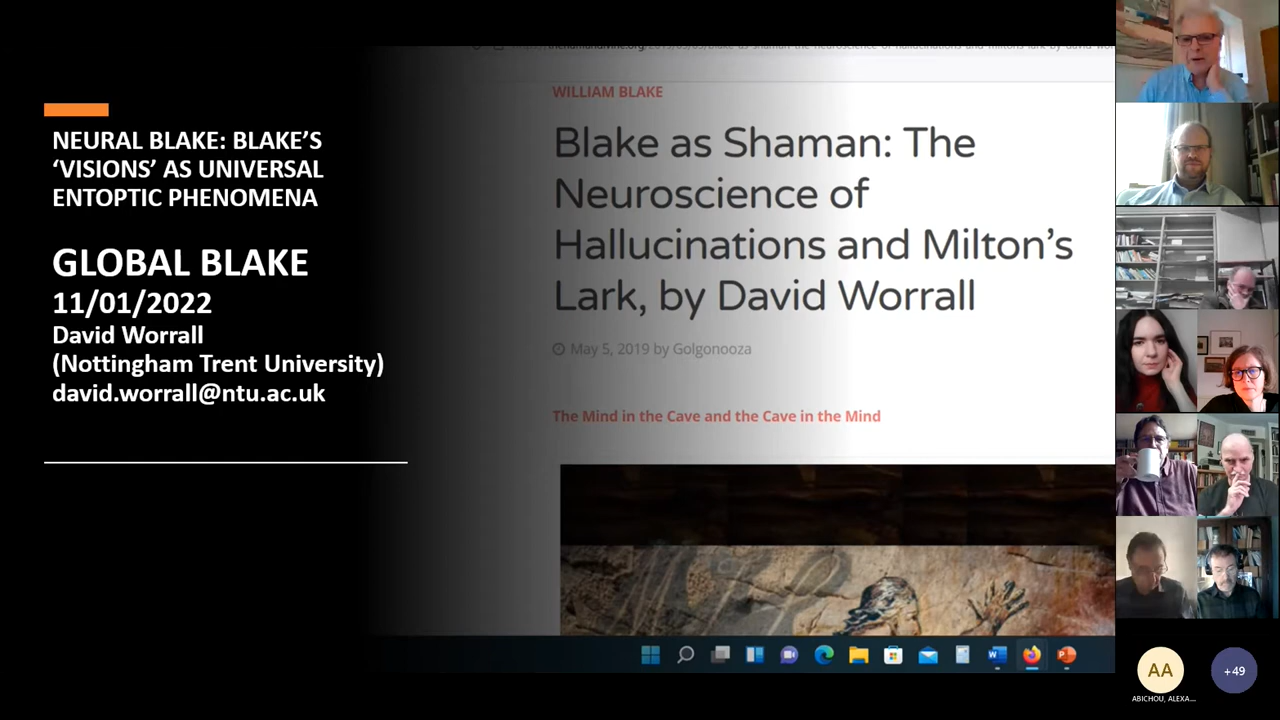 NEURAL BLAKE: BLAKE'S
'VISIONS' AS UNIVERSAL
ENTOPTIC PHENOMENA
GLOBAL BLAKE
11/01/2022
David Worrall
(Nottingham Trent University)
david.worrall@ntu.ac.uk
WILLIAM BLAKE
Blake as Shaman: The
Neuroscience of
Hallucinations and Milton's
Lark, by David Worrall
May 5, 2019 by Golgonooza
The Mind in the Cave and the Cave in the Mind
AA
ABICHOU, ALEXA...
+49